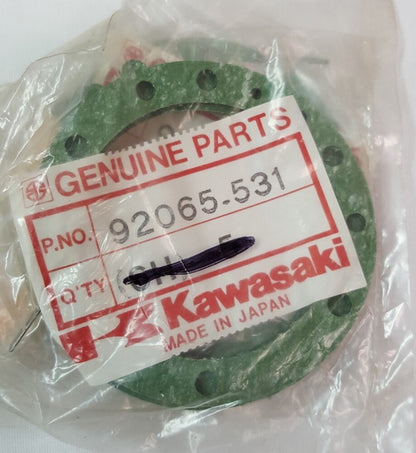 GENUINE PARTS
P.NO. 92065-531
Q'TY
Kawasaki
MADE IN JAPAN